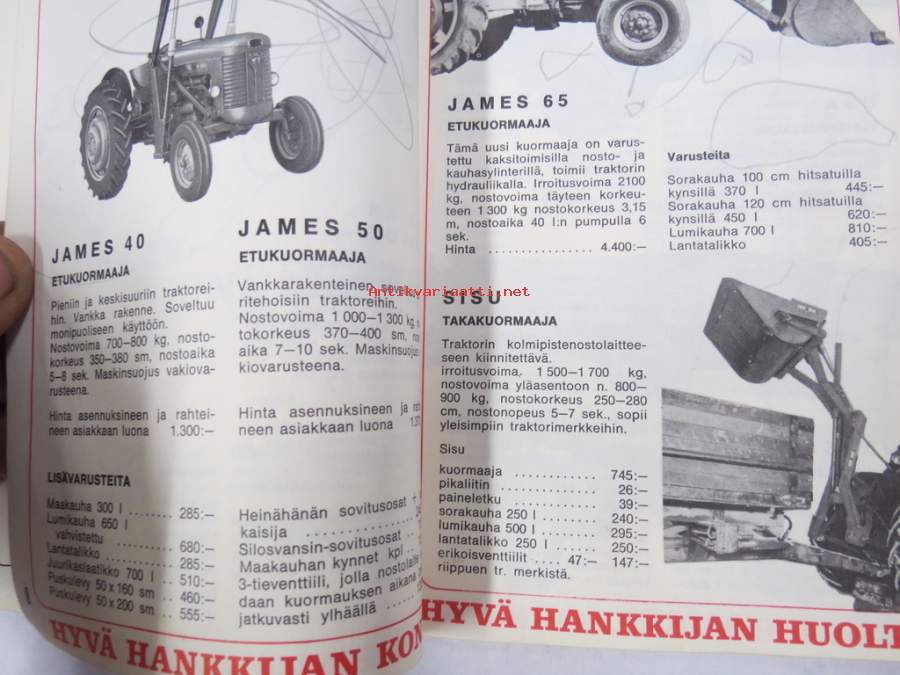 JAMES 40
ETUKUORMAAJA
Pieniin ja keskisuuriin traktorei-
hin. Vankka rakenne. Soveltuu
monipuoliseen käyttöön.
Nostovoima 700–800 kg, nosto-
korkeus 350–380 sm, nostoaika
5–6 sek. Maskinsuojus vakiova-
rusteena.
Hinta asennuksineen ja rahtei-
neen asiakkaan luona 1.300:–
LISÄVARUSTEITA
Maakauha 300 l ........ 285:–
Lumikauha 650 l
vahvistettu ........ 680:–
Lantatalikko ........ 285:–
Juurikaslaatikko 700 l .. 510:–
Puskulevy 50 x 160 sm .. 460:–
Puskulevy 50 x 200 sm .. 555:–
JAMES 50
ETUKUORMAAJA
Vankkarakenteinen,
ritehoisiin traktoreihin.
Nostovoima 1 000–1 300 kg,
tokorkeus 370–400 sm,
aika 7–10 sek. Maskinsuojus
kiovarusteena.
Hinta asennuksineen ja
neen asiakkaan luona
Heinähänän sovitusosat +
kaisija ........
Silosvansin-sovitusosat ....
Maakauhan kynnet kpl ..
3-tieventtiili, jolla
daan kuormauksen aikana
jatkuvasti ylhäällä ......
HYVÄ HANKKIJAN
JAMES 65
ETUKUORMAAJA
Tämä uusi kuormaaja on varus-
tettu kaksitoimisilla nosto- ja
kauhasylinterillä, toimii traktorin
hydrauliikalla. Irroitusvoima 2100
kg, nostovoima täyteen korkeu-
teen 1 300 kg nostokorkeus 3,15
m, nostoaika 40 l:n pumpulla 6
sek.
Hinta ................ 4.400:–
Varusteita
Sorakauha 100 cm hitsatuilla
kynsillä 370 l 445:–
Sorakauha 120 cm hitsatuilla
kynsillä 450 l ........ 620:–
Lumikauha 700 l ........ 810:–
Lantatalikko ........ 405:–
Antikvariaatti.net
SISU
TAKAKUORMAAJA
Traktorin kolmipistenostolaittee-
seen kiinnitettävä.
irroitusvoima, 1 500–1 700 kg,
nostovoima yläasentoon n. 800–
900 kg, nostokorkeus 250–280
cm, nostonopeus 5–7 sek., sopii
yleisimpiin traktorimerkkeihin.
Sisu
kuormaaja ............ 745:–
pikaliitin ............ 26:–
paineletku ............ 39:–
sorakauha 250 l ........ 240:–
lumikauha 500 l ........ 295:–
lantatalikko 250 l ...... 250:–
erikoisventtiilit .... 47:– 147:–
riippuen tr. merkistä.
HYVÄ HANKKIJAN